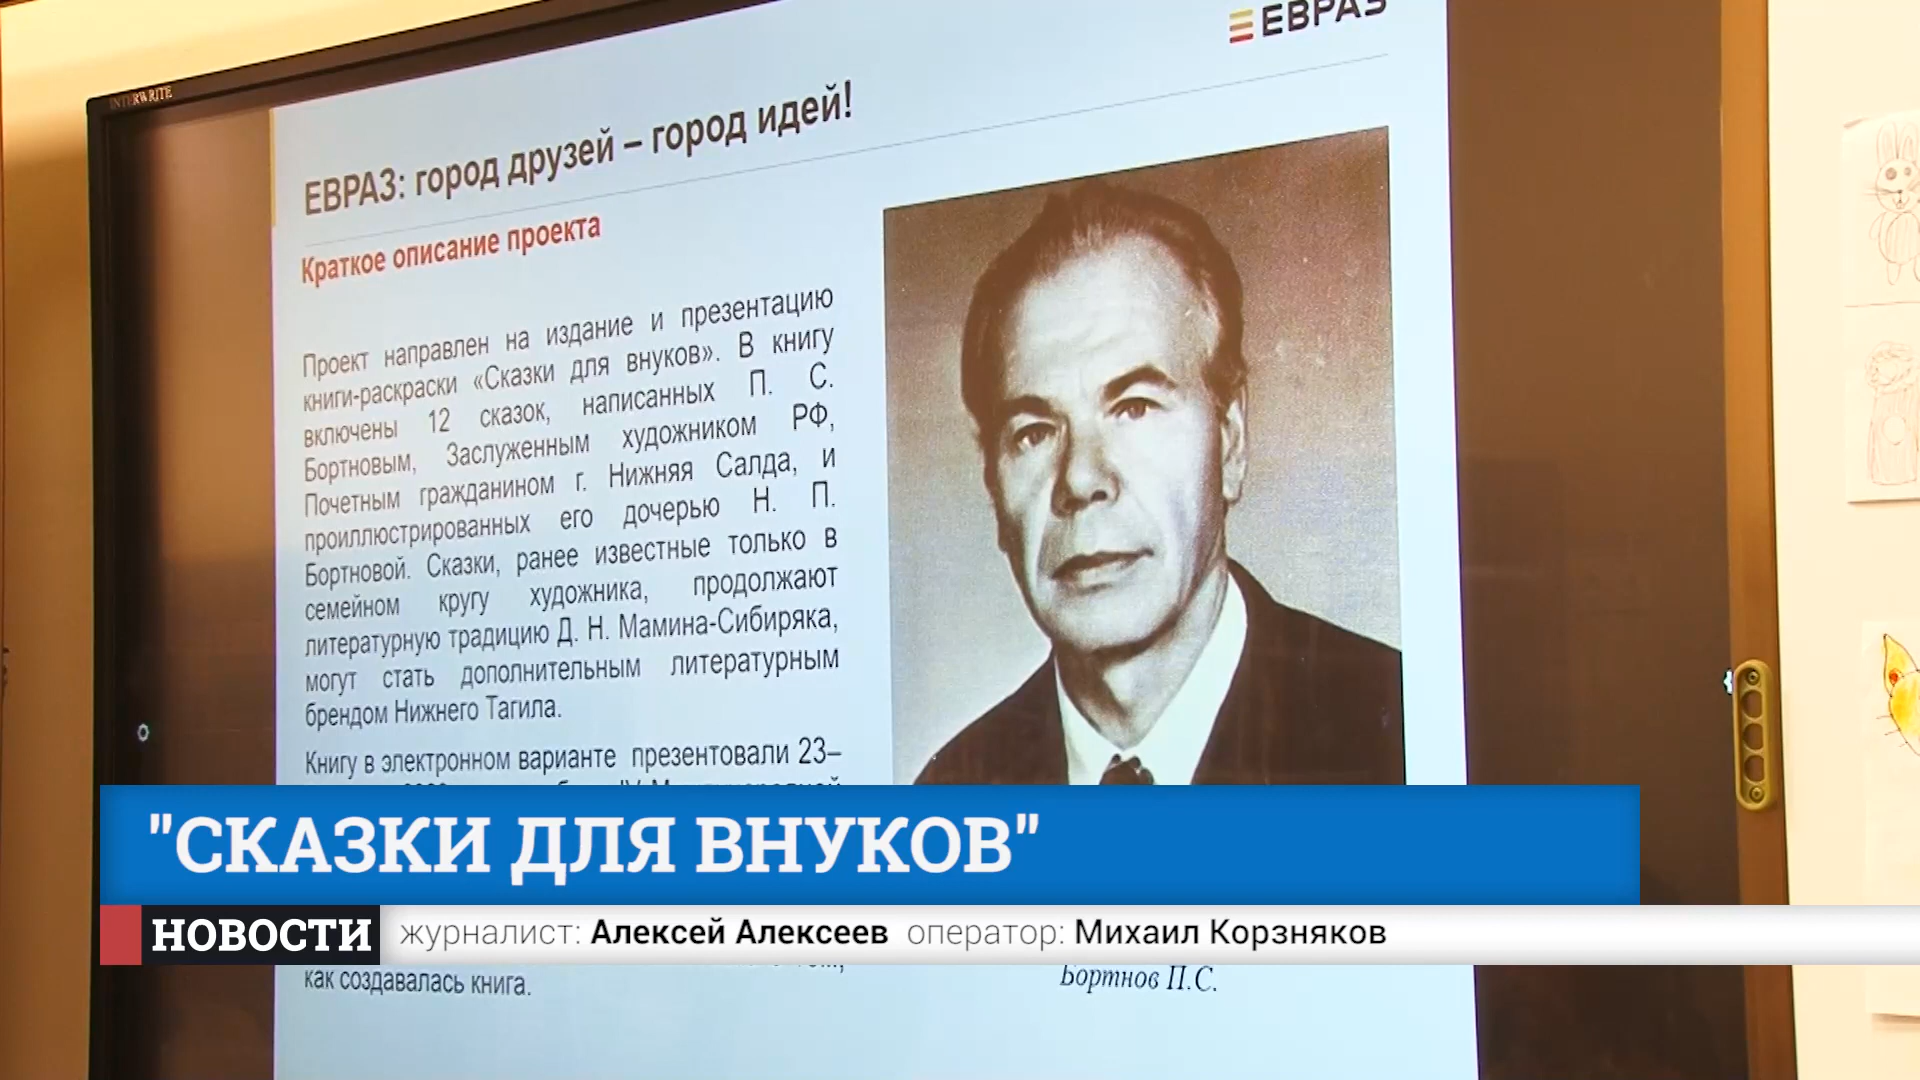 INTERWRITE
ЕВРАЗ
ЕВРАЗ: город друзей – город идей!
Краткое описание проекта
Проект направлен на издание и презентацию
книги-раскраски «Сказки для внуков». В книгу
включены 12 сказок, написанных П. С.
Бортновым, Заслуженным художником РФ,
Почетным гражданином г. Нижняя Салда, и
проиллюстрированных его дочерью Н. П.
Бортновой. Сказки, ранее известные только в
семейном кругу художника, продолжают
литературную традицию Д. Н. Мамина-Сибиряка,
могут стать дополнительным литературным
брендом Нижнего Тагила.
Книгу в электронном варианте презентовали 23–
как создавалась книга.
Бортнов П.С.
"СКАЗКИ ДЛЯ ВНУКОВ"
НОВОСТИ
журналист: Алексей Алексеев оператор: Михаил Корзняков